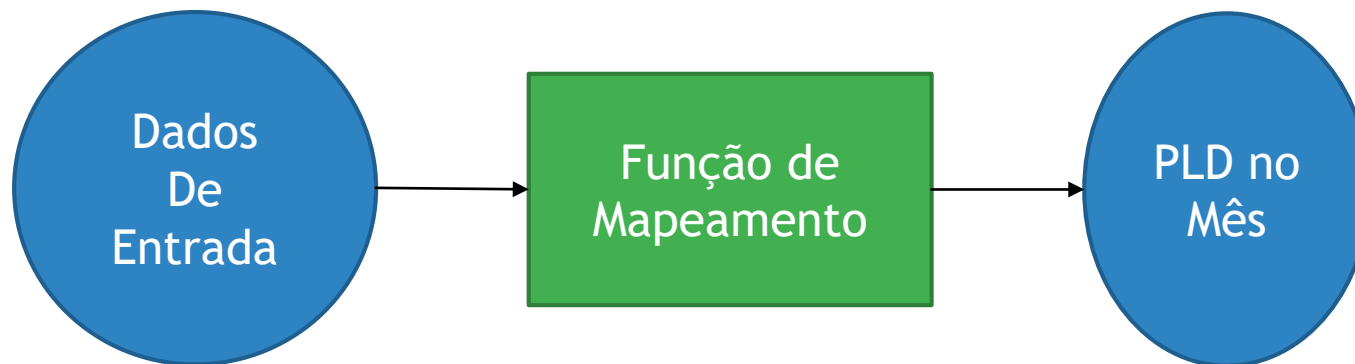 Dados
De
Entrada
Função de
Mapeamento
PLD no
Mês